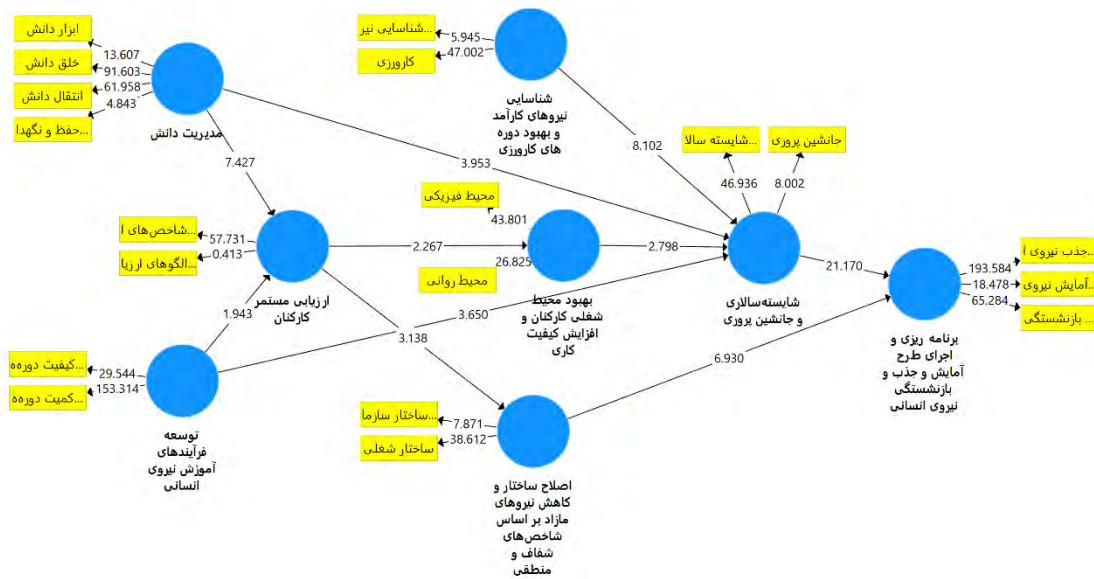 ابزار دانش
13.607
خلق دانش
91.603
انتقال دانش
61.958
حفظ و نگهدا...
4.843
مدیریت دانش
7.427
شناسایی نیر...
5.945
کارورزی
47.002
شناسایی
نیروهای کارآمد
و بهبود دوره
های کارورزی
8.102
3.953
شایسته سالا...
46.936
جانشین پروری
8.002
شاخص‌های ا...
57.731
الگوهای ارزیا...
0.413
ارزیابی مستمر
کارکنان
2.267
محیط فیزیکی
43.801
محیط روانی
26.825
بهبود محیط
شغلی کارکنان و
افزایش کیفیت
کاری
2.798
شایسته‌سالاری
و جانشین پروری
21.170
جذب نیروی ا...
193.584
آمایش نیروی...
18.478
بازنشستگی ...
65.284
برنامه ریزی و
اجرای طرح
آمایش و جذب و
بازنشستگی
نیروی انسانی
1.943
3.650
3.138
6.930
کیفیت دوره‌ه...
29.544
کمیت دوره‌ه...
153.314
توسعه
فرآیندهای
آموزش نیروی
انسانی
ساختار سازما...
7.871
ساختار شغلی
38.612
اصلاح ساختار و
کاهش نیروهای
مازاد بر اساس
شاخص‌های
شفاف و
منطقی